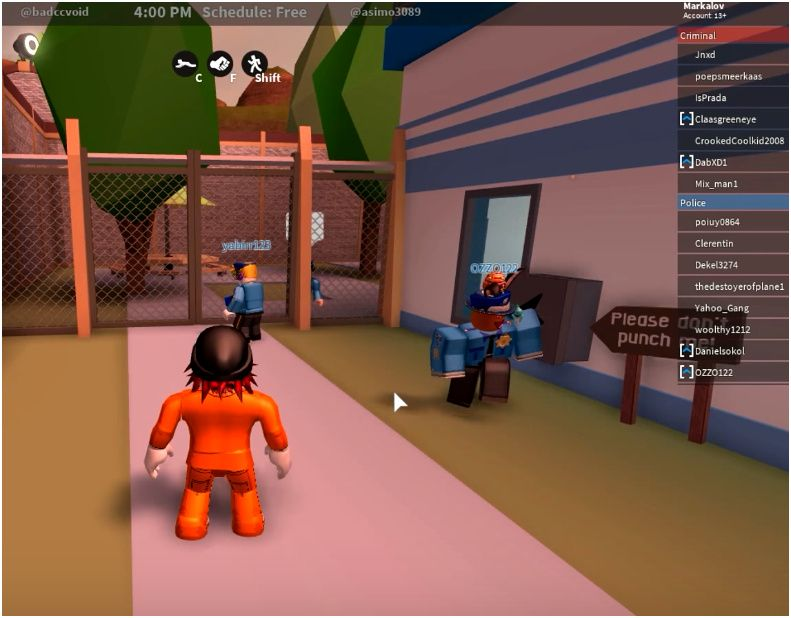 @badccvoid 4:00 PM Schedule: Free @asimo3089
Markalov
Account: 13+
C F Shift
Criminal
Jnxd
poepsmeerkaas
IsPrada
Claasgreeneye
CrookedCoolkid2008
DabXD1
Mix_man1
Police
poiuy0864
Clerentin
Dekel3274
thedestoyerofplane1
Yahoo_Gang
woolthy1212
Danielsokol
OZZO122
yabirr123
OZZO122
Please don't
punch me!